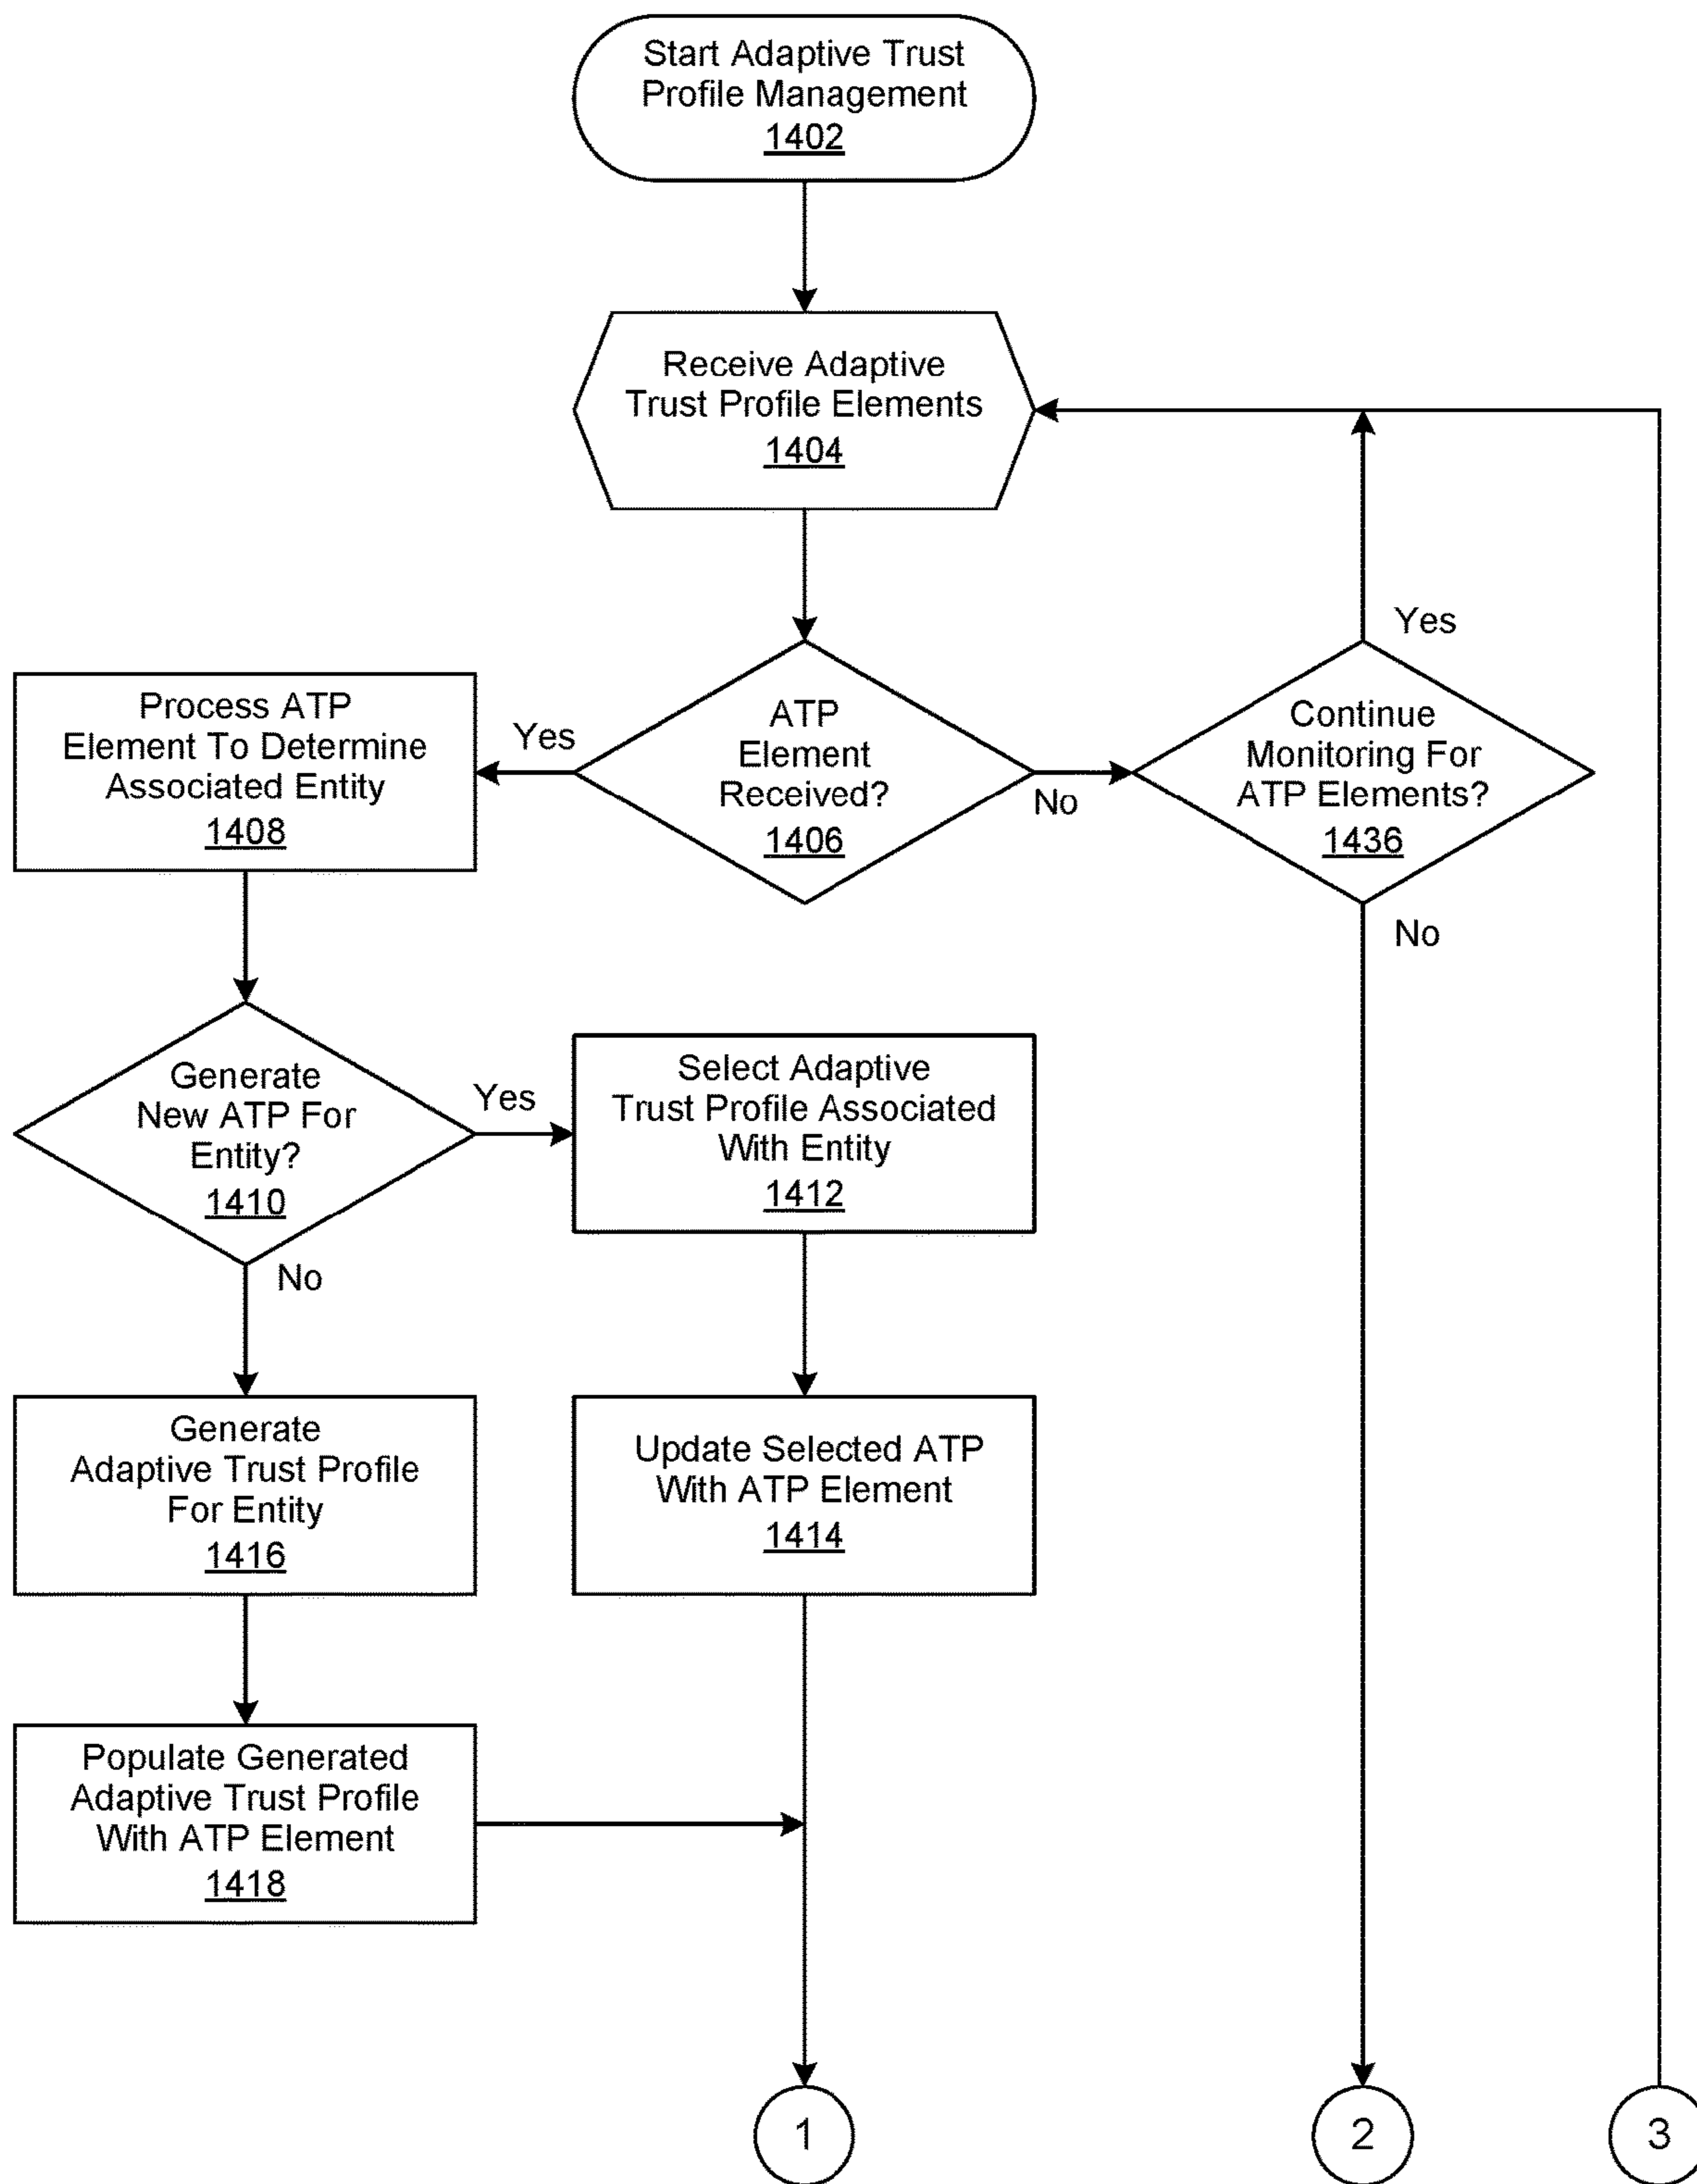 Start Adaptive Trust
Profile Management
1402
Receive Adaptive
Trust Profile Elements
1404
Yes
Process ATP
Element To Determine
Associated Entity
1408
Yes
ATP
Element
Received?
1406
No
Continue
Monitoring For
ATP Elements?
1436
No
Generate
New ATP For
Entity?
1410
Yes
No
Select Adaptive
Trust Profile Associated
With Entity
1412
Generate
Adaptive Trust Profile
For Entity
1416
Update Selected ATP
With ATP Element
1414
Populate Generated
Adaptive Trust Profile
With ATP Element
1418
1
2
3